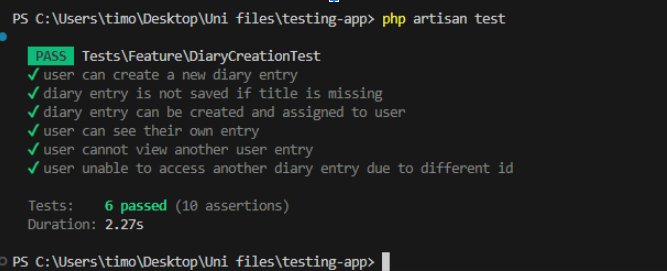 PS C:\Users\timo\Desktop\Uni files\testing-app> php artisan test
PASS Tests\Feature\DiaryCreationTest
✓ user can create a new diary entry
✓ diary entry is not saved if title is missing
✓ diary entry can be created and assigned to user
✓ user can see their own entry
✓ user cannot view another user entry
✓ user unable to access another diary entry due to different id
Tests: 6 passed (10 assertions)
Duration: 2.27s
PS C:\Users\timo\Desktop\Uni files\testing-app>